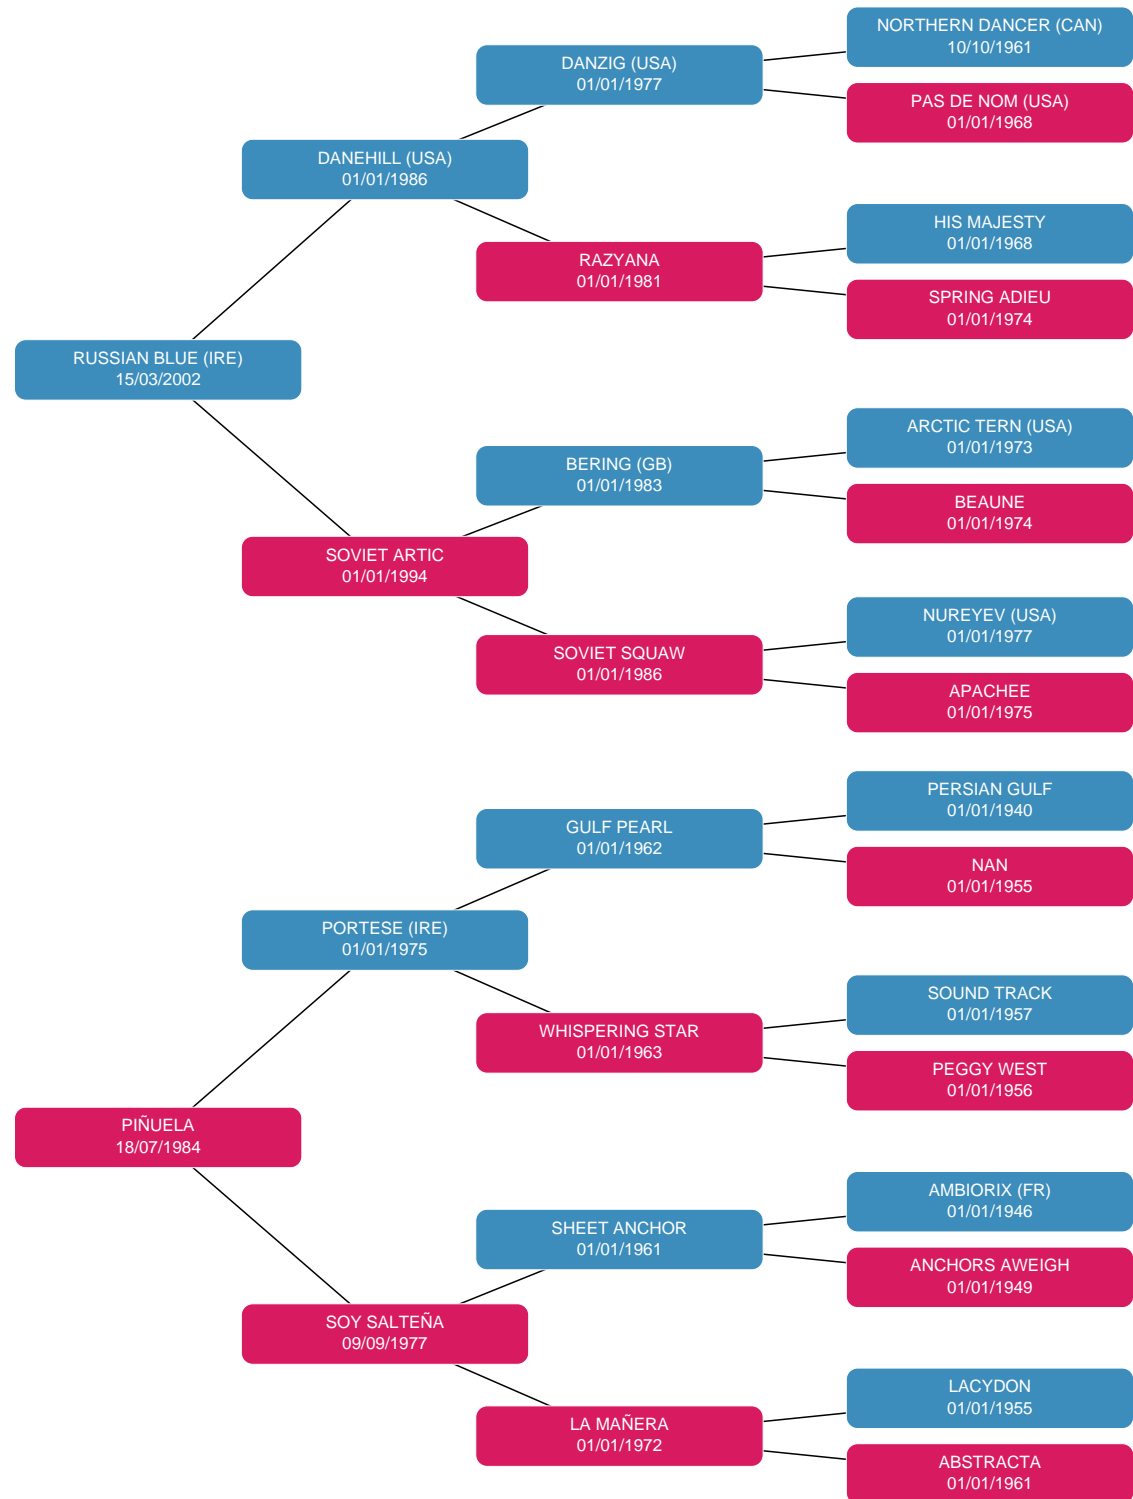 NORTHERN DANCER (CAN)
10/10/1961
DANZIG (USA)
01/01/1977
PAS DE NOM (USA)
01/01/1968
DANEHILL (USA)
01/01/1986
HIS MAJESTY
01/01/1968
RAZYANA
01/01/1981
SPRING ADIEU
01/01/1974
RUSSIAN BLUE (IRE)
15/03/2002
ARCTIC TERN (USA)
01/01/1973
BERING (GB)
01/01/1983
BEAUNE
01/01/1974
SOVIET ARTIC
01/01/1994
NUREYEV (USA)
01/01/1977
SOVIET SQUAW
01/01/1986
APACHEE
01/01/1975
PERSIAN GULF
01/01/1940
GULF PEARL
01/01/1962
NAN
01/01/1955
PORTESE (IRE)
01/01/1975
SOUND TRACK
01/01/1957
WHISPERING STAR
01/01/1963
PEGGY WEST
01/01/1956
PIÑUELA
18/07/1984
AMBIORIX (FR)
01/01/1946
SHEET ANCHOR
01/01/1961
ANCHORS AWEIGH
01/01/1949
SOY SALTEÑA
09/09/1977
LACYDON
01/01/1955
LA MAÑERA
01/01/1972
ABSTRACTA
01/01/1961